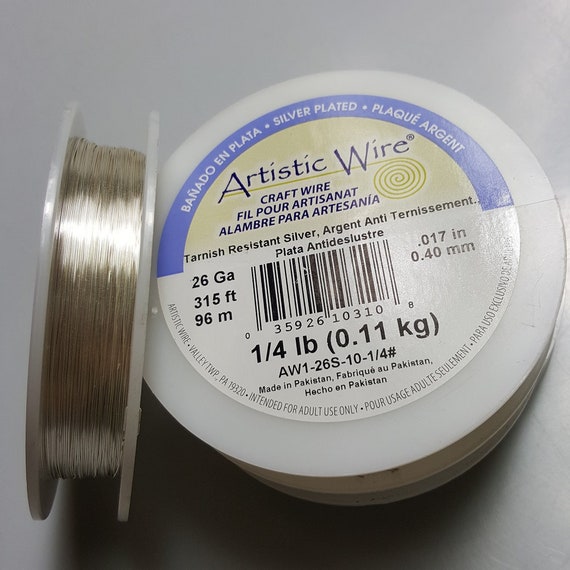 BAÑADO EN PLATA • SILVER PLATED • PLAQUÉ ARGENT
Artistic Wire®
CRAFT WIRE
FIL POUR ARTISANAT
ALAMBRE PARA ARTESANÍA
Tarnish Resistant Silver, Argent Anti Ternissement..
Plata Antideslustre
26 Ga
315 ft
96 m
.017 in
0.40 mm
0 35926 10310 8
1/4 lb (0.11 kg)
AW1-26S-10-1/4#
Made in Pakistan, Fabriqué au Pakistan,
Hecho en Pakistan
ARTISTIC WIRE • VALLEY TWP, PA 19320 • INTENDED FOR ADULT USE ONLY • POUR USAGE ADULTE SEULEMENT • PARA USO EXCLUSIVO DE